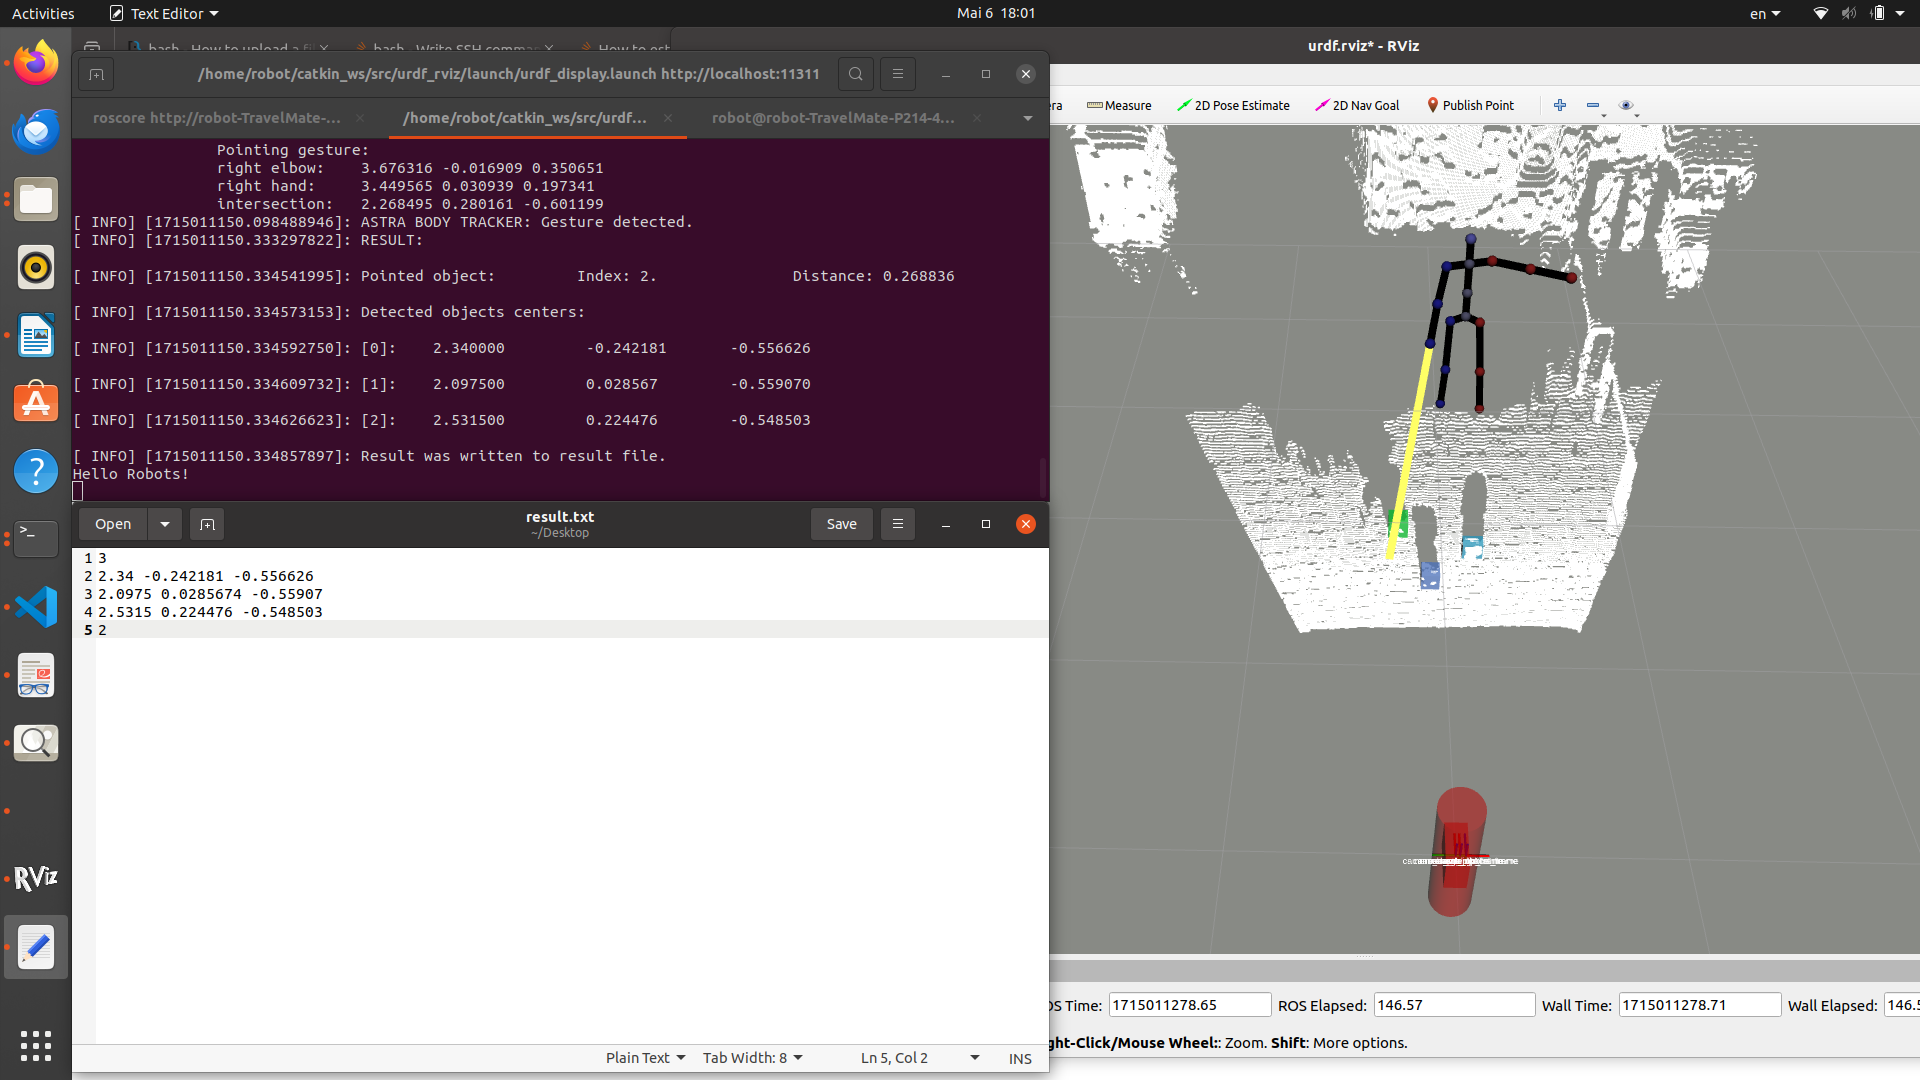 Activities
Text Editor
Mai 6 18:01
en
bash - How to upload a fi
bash - Write SSH comma
How to est
urdf.rviz* - RViz
/home/robot/catkin_ws/src/urdf_rviz/launch/urdf_display.launch http://localhost:11311
roscore http://robot-TravelMate-...
/home/robot/catkin_ws/src/urdf...
robot@robot-TravelMate-P214-4...
Measure
2D Pose Estimate
2D Nav Goal
Publish Point
Pointing gesture:
right elbow: 3.676316 -0.016909 0.350651
right hand: 3.449565 0.030939 0.197341
intersection: 2.268495 0.280161 -0.601199
[ INFO] [1715011150.098488946]: ASTRA BODY TRACKER: Gesture detected.
[ INFO] [1715011150.333297822]: RESULT:
[ INFO] [1715011150.334541995]: Pointed object: Index: 2. Distance: 0.268836
[ INFO] [1715011150.334573153]: Detected objects centers:
[ INFO] [1715011150.334592750]: [0]: 2.340000 -0.242181 -0.556626
[ INFO] [1715011150.334609732]: [1]: 2.097500 0.028567 -0.559070
[ INFO] [1715011150.334626623]: [2]: 2.531500 0.224476 -0.548503
[ INFO] [1715011150.334857897]: Result was written to result file.
Hello Robots!
Open
result.txt
~/Desktop
Save
1 3
2 2.34 -0.242181 -0.556626
3 2.0975 0.0285674 -0.55907
4 2.5315 0.224476 -0.548503
5 2
RViz
Plain Text
Tab Width: 8
Ln 5, Col 2
INS
OS Time: 1715011278.65
ROS Elapsed: 146.57
Wall Time: 1715011278.71
Wall Elapsed: 146.5
ght-Click/Mouse Wheel:: Zoom. Shift: More options.